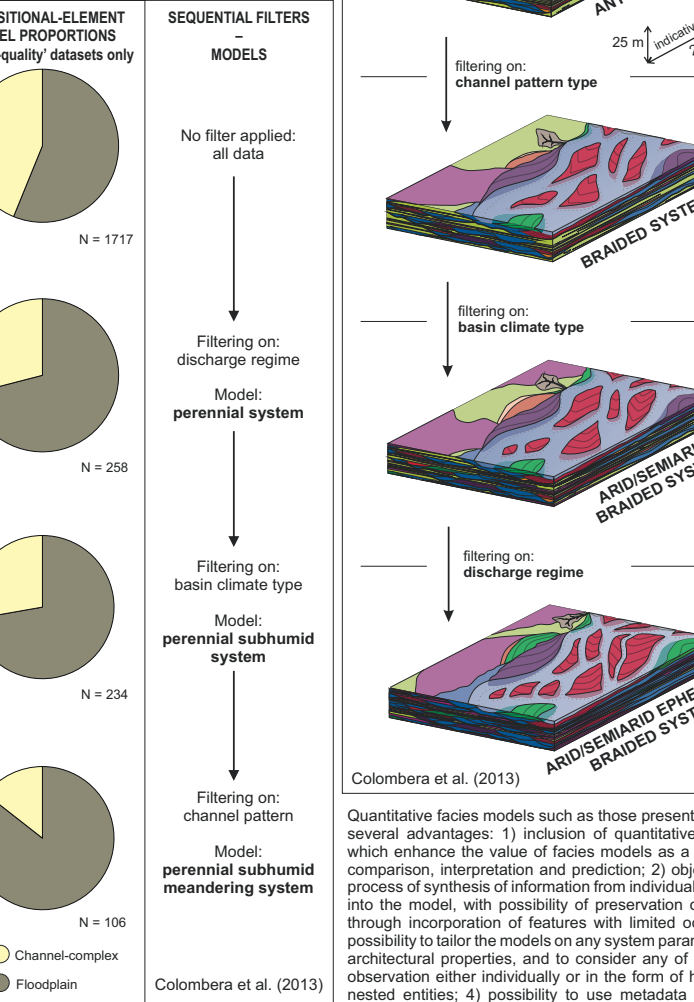 SITIONAL-ELEMENT
EL PROPORTIONS
-quality' datasets only
N = 1717
N = 258
N = 234
N = 106
Channel-complex
Floodplain
SEQUENTIAL FILTERS
–
MODELS
No filter applied:
all data
Filtering on:
discharge regime
Model:
perennial system
Filtering on:
basin climate type
Model:
perennial subhumid
system
Filtering on:
channel pattern
Model:
perennial subhumid
meandering system
Colombera et al. (2013)
ANT
25 m
indicative
filtering on:
channel pattern type
BRAIDED SYSTE
filtering on:
basin climate type
ARID/SEMIARID
BRAIDED SYS
filtering on:
discharge regime
ARID/SEMIARID EPHE
BRAIDED SYST
Colombera et al. (2013)
Quantitative facies models such as those present
several advantages: 1) inclusion of quantitative
which enhance the value of facies models as a
comparison, interpretation and prediction; 2) obj
process of synthesis of information from individual
into the model, with possibility of preservation o
through incorporation of features with limited oc
possibility to tailor the models on any system param
architectural properties, and to consider any of
observation either individually or in the form of h
nested entities; 4) possibility to use metadata